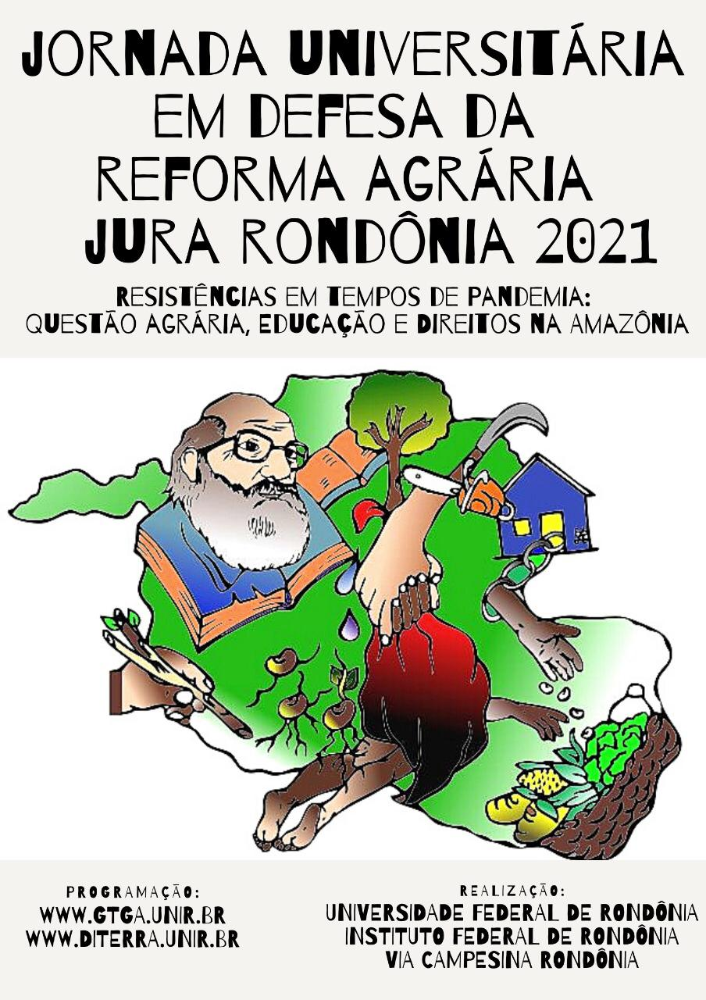 JORNADA UNIVERSITÁRIA
EM DEFESA DA
REFORMA AGRÁRIA
JURA RONDÔNIA 2021
RESISTÊNCIAS EM TEMPOS DE PANDEMIA:
QUESTÃO AGRÁRIA, EDUCAÇÃO E DIREITOS NA AMAZÔNIA
PROGRAMAÇÃO:
WWW.GTGA.UNIR.BR
WWW.DITERRA.UNIR.BR
REALIZAÇÃO:
UNIVERSIDADE FEDERAL DE RONDÔNIA
INSTITUTO FEDERAL DE RONDÔNIA
VIA CAMPESINA RONDÔNIA